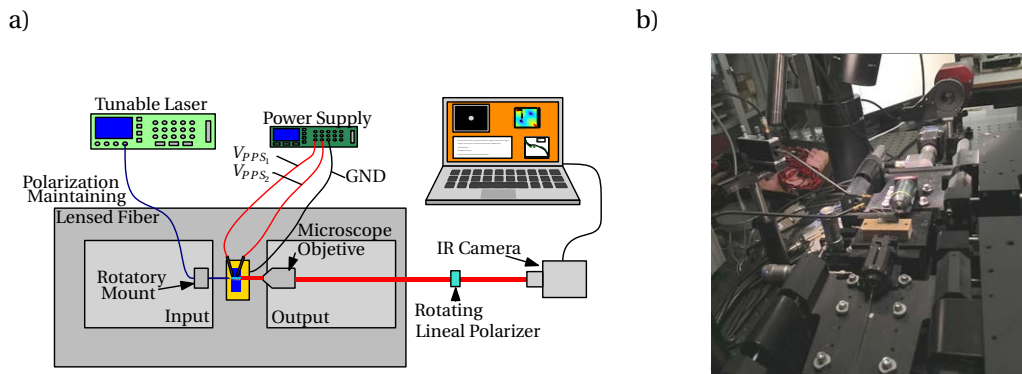 a)
b)
Tunable Laser
Power Supply
V_{PPS_1}
V_{PPS_2}
GND
Polarization
Maintaining
Lensed Fiber
Microscope
Objetive
IR Camera
Rotatory
Mount
Input
Output
Rotating
Lineal Polarizer